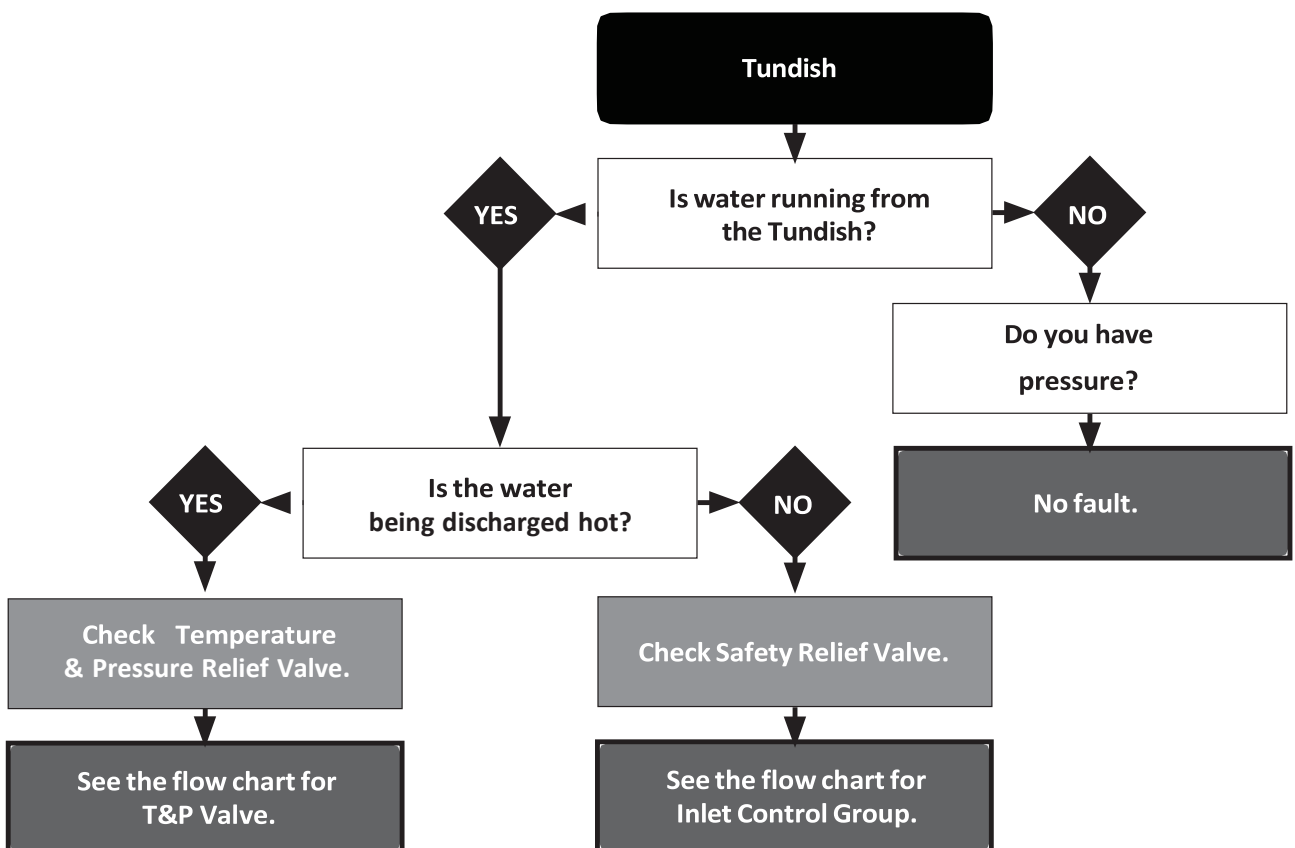 Tundish
Is water running from
the Tundish?
YES
NO
Do you have
pressure?
No fault.
Is the water
being discharged hot?
YES
NO
Check Temperature
& Pressure Relief Valve.
Check Safety Relief Valve.
See the flow chart for
T&P Valve.
See the flow chart for
Inlet Control Group.